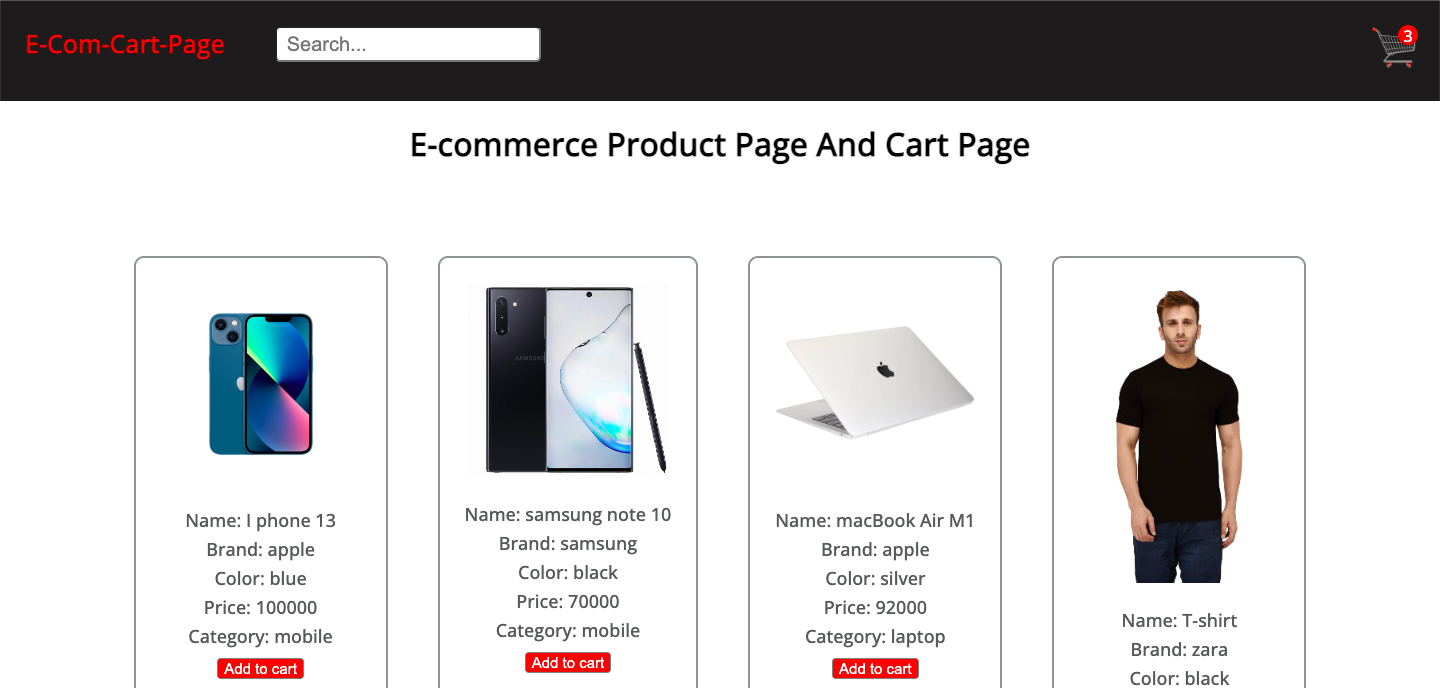 E-Com-Cart-Page
Search...
3
E-commerce Product Page And Cart Page
SAMSUNG
Name: I phone 13
Brand: apple
Color: blue
Price: 100000
Category: mobile
Add to cart
Name: samsung note 10
Brand: samsung
Color: black
Price: 70000
Category: mobile
Add to cart
Name: macBook Air M1
Brand: apple
Color: silver
Price: 92000
Category: laptop
Add to cart
Name: T-shirt
Brand: zara
Color: black